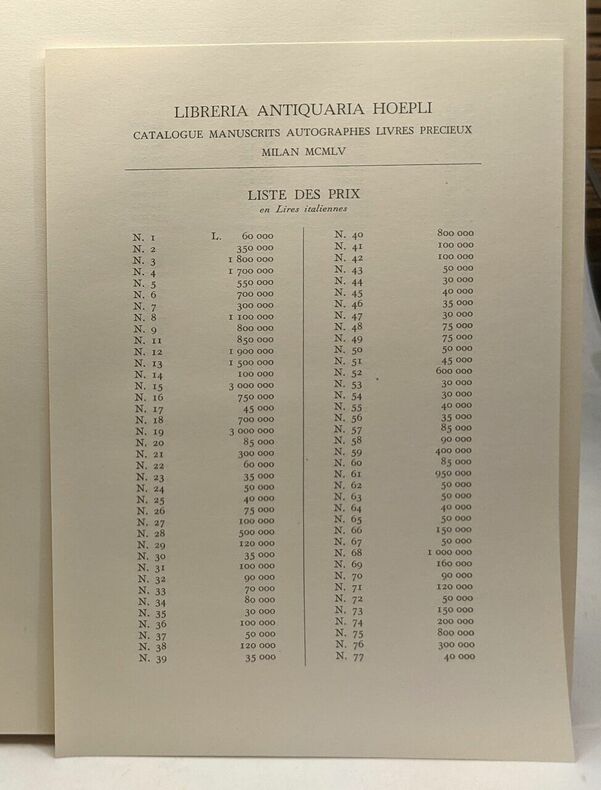 LIBRERIA ANTIQUARIA HOEPLI
CATALOGUE MANUSCRITS AUTOGRAPHES LIVRES PRECIEUX
MILAN MCMLV
LISTE DES PRIX
en Lires italiennes
N. 1 L. 60 000
N. 2 350 000
N. 3 1 800 000
N. 4 1 700 000
N. 5 550 000
N. 6 700 000
N. 7 300 000
N. 8 1 100 000
N. 9 800 000
N. 11 850 000
N. 12 1 900 000
N. 13 1 500 000
N. 14 100 000
N. 15 3 000 000
N. 16 750 000
N. 17 45 000
N. 18 700 000
N. 19 3 000 000
N. 20 85 000
N. 21 300 000
N. 22 60 000
N. 23 35 000
N. 24 50 000
N. 25 40 000
N. 26 75 000
N. 27 100 000
N. 28 500 000
N. 29 120 000
N. 30 35 000
N. 31 100 000
N. 32 90 000
N. 33 70 000
N. 34 80 000
N. 35 30 000
N. 36 100 000
N. 37 50 000
N. 38 120 000
N. 39 35 000
N. 40 800 000
N. 41 100 000
N. 42 100 000
N. 43 50 000
N. 44 30 000
N. 45 40 000
N. 46 35 000
N. 47 30 000
N. 48 75 000
N. 49 75 000
N. 50 50 000
N. 51 45 000
N. 52 600 000
N. 53 30 000
N. 54 30 000
N. 55 40 000
N. 56 35 000
N. 57 85 000
N. 58 90 000
N. 59 400 000
N. 60 85 000
N. 61 950 000
N. 62 50 000
N. 63 50 000
N. 64 40 000
N. 65 50 000
N. 66 150 000
N. 67 50 000
N. 68 1 000 000
N. 69 160 000
N. 70 90 000
N. 71 120 000
N. 72 50 000
N. 73 150 000
N. 74 200 000
N. 75 800 000
N. 76 300 000
N. 77 40 000